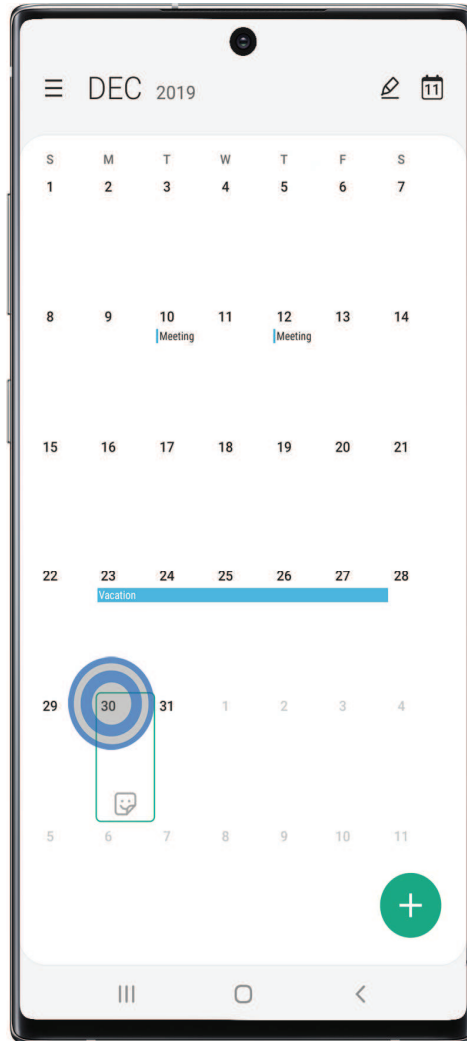 DEC 2019
11
S M T W T F S
1 2 3 4 5 6 7
8 9 10 11 12 13 14
Meeting Meeting
15 16 17 18 19 20 21
22 23 24 25 26 27 28
Vacation
29 30 31 1 2 3 4
5 6 7 8 9 10 11